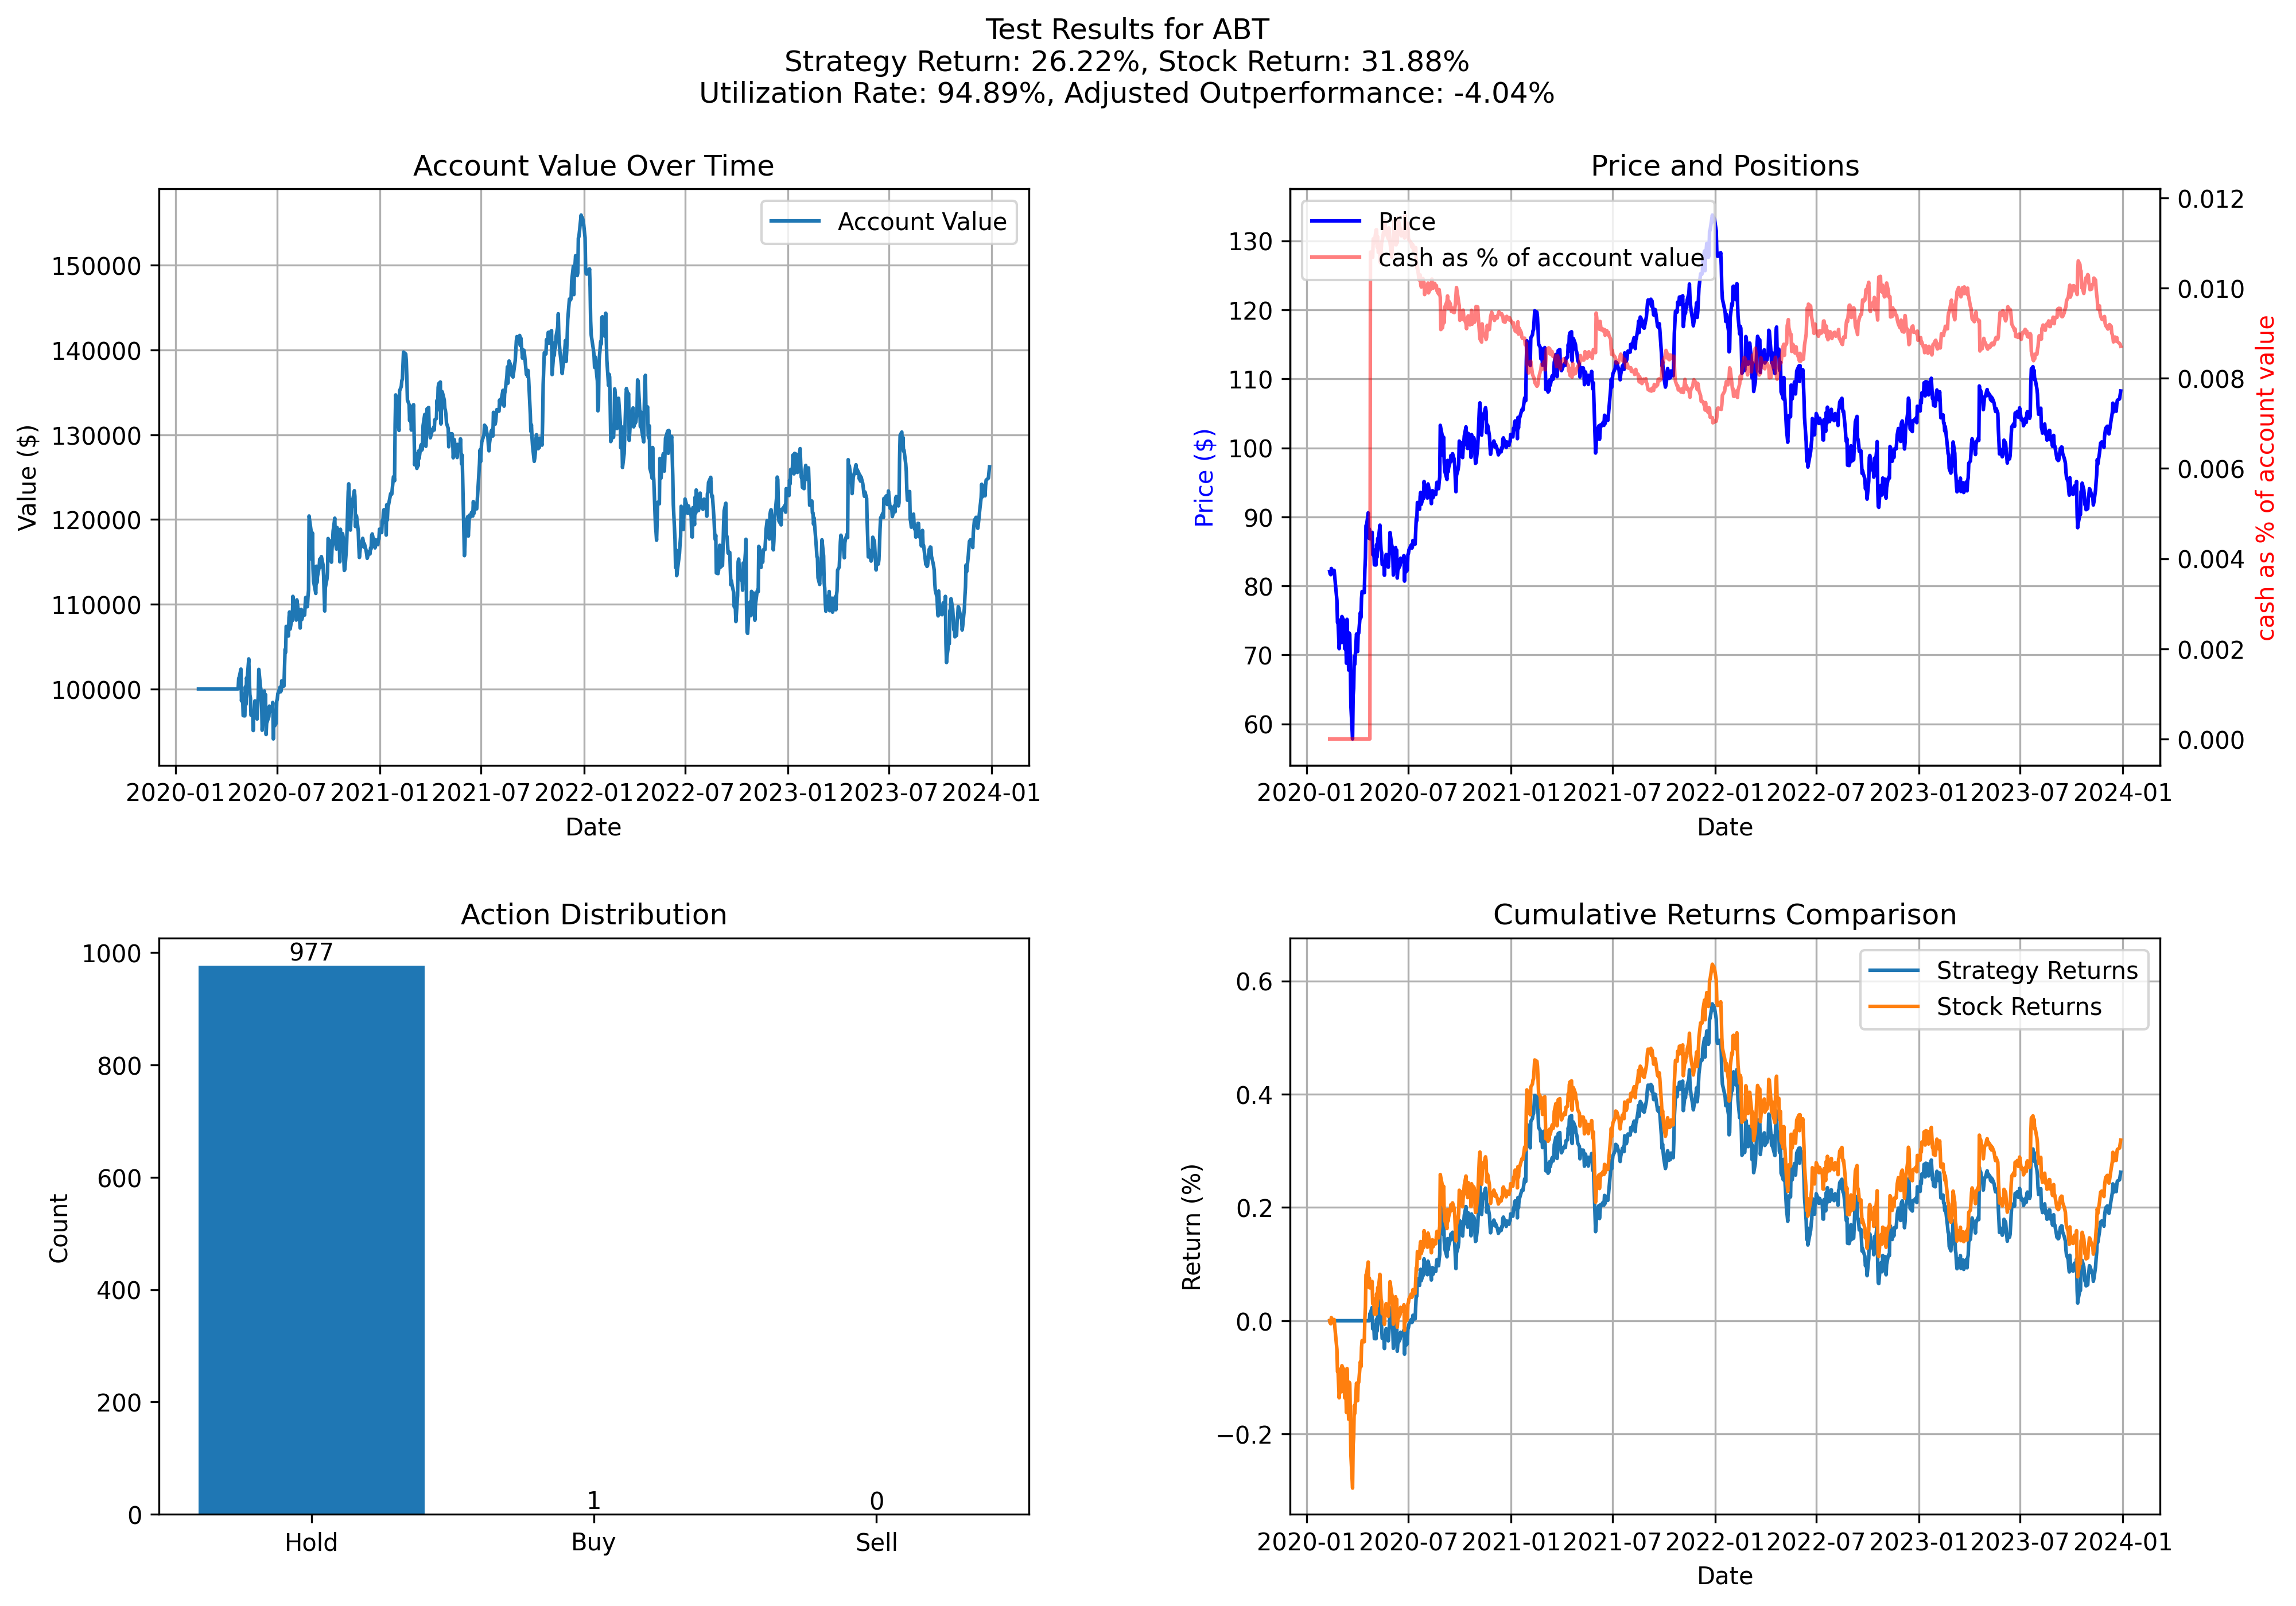 Test Results for ABT
Strategy Return: 26.22%, Stock Return: 31.88%
Utilization Rate: 94.89%, Adjusted Outperformance: -4.04%
Account Value Over Time
Account Value
Value ($)
150000
140000
130000
120000
110000
100000
2020-01 2020-07 2021-01 2021-07 2022-01 2022-07 2023-01 2023-07 2024-01
Date
Price and Positions
Price
cash as % of account value
Price ($)
130
120
110
100
90
80
70
60
0.012
0.010
0.008
0.006
0.004
0.002
0.000
cash as % of account value
2020-01 2020-07 2021-01 2021-07 2022-01 2022-07 2023-01 2023-07 2024-01
Date
Action Distribution
Count
1000
800
600
400
200
0
977
1
0
Hold Buy Sell
Cumulative Returns Comparison
Strategy Returns
Stock Returns
Return (%)
0.6
0.4
0.2
0.0
−0.2
2020-01 2020-07 2021-01 2021-07 2022-01 2022-07 2023-01 2023-07 2024-01
Date